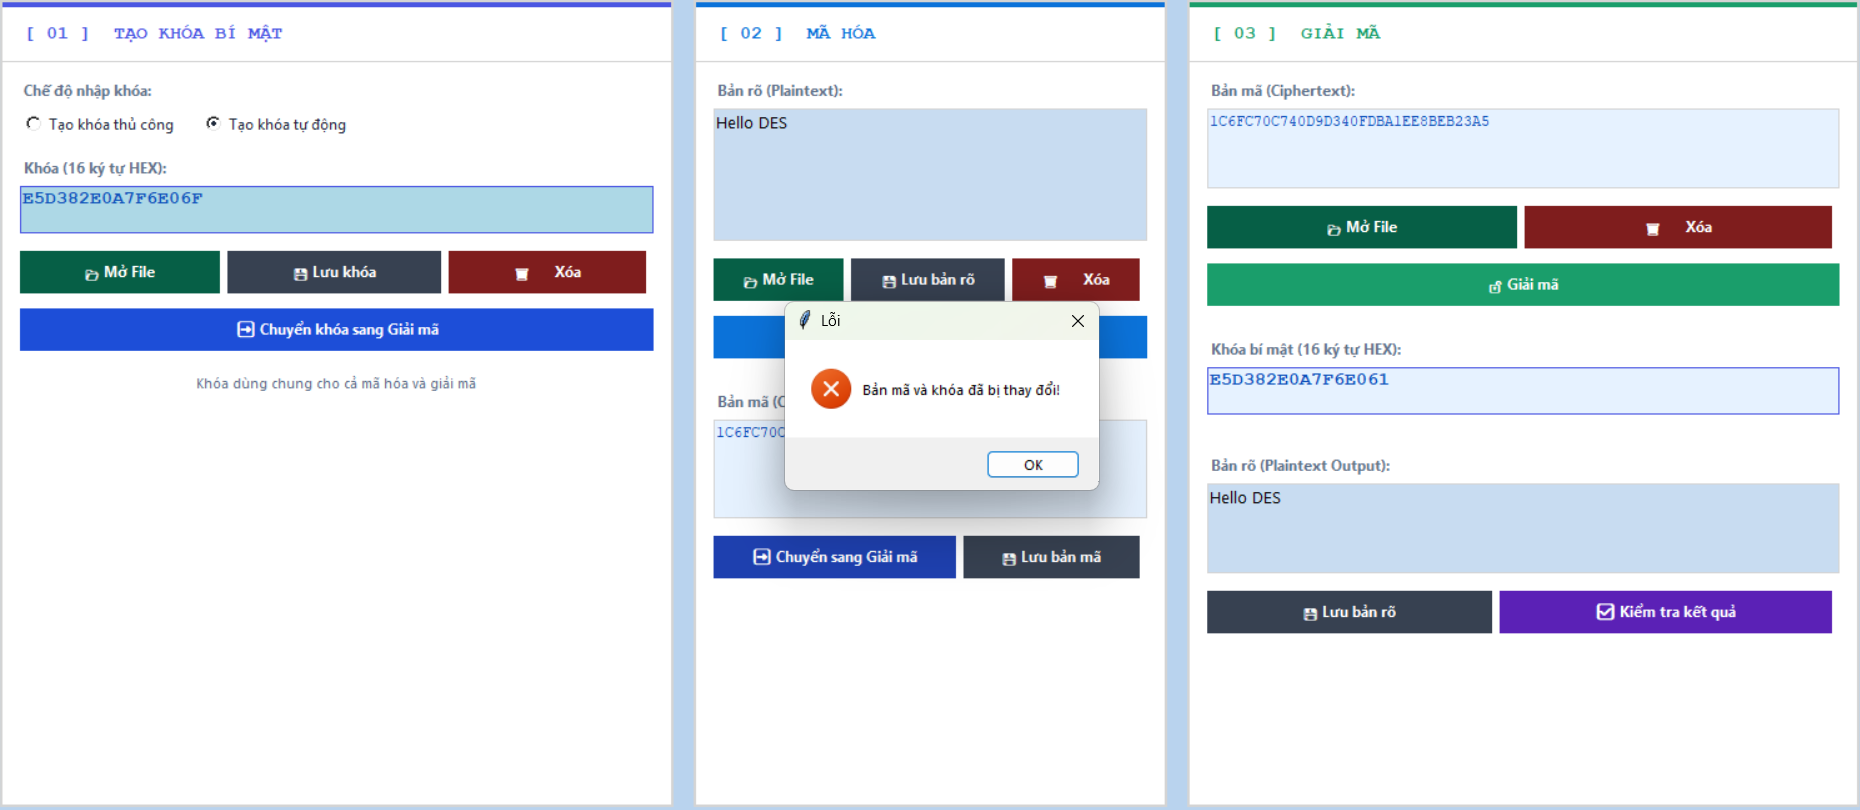 [ 01 ] TẠO KHÓA BÍ MẬT
Chế độ nhập khóa:
Tạo khóa thủ công
Tạo khóa tự động
Khóa (16 ký tự HEX):
E5D382E0A7F6E06F
Mở File
Lưu khóa
Xóa
Chuyển khóa sang Giải mã
Khóa dùng chung cho cả mã hóa và giải mã
[ 02 ] MÃ HÓA
Bản rõ (Plaintext):
Hello DES
Mở File
Lưu bản rõ
Xóa
Lỗi
Bản mã và khóa đã bị thay đổi!
OK
Bản mã (C
1C6FC70C
Chuyển sang Giải mã
Lưu bản mã
[ 03 ] GIẢI MÃ
Bản mã (Ciphertext):
1C6FC70C740D9D340FDBA1EE8BEB23A5
Mở File
Xóa
Giải mã
Khóa bí mật (16 ký tự HEX):
E5D382E0A7F6E061
Bản rõ (Plaintext Output):
Hello DES
Lưu bản rõ
Kiểm tra kết quả